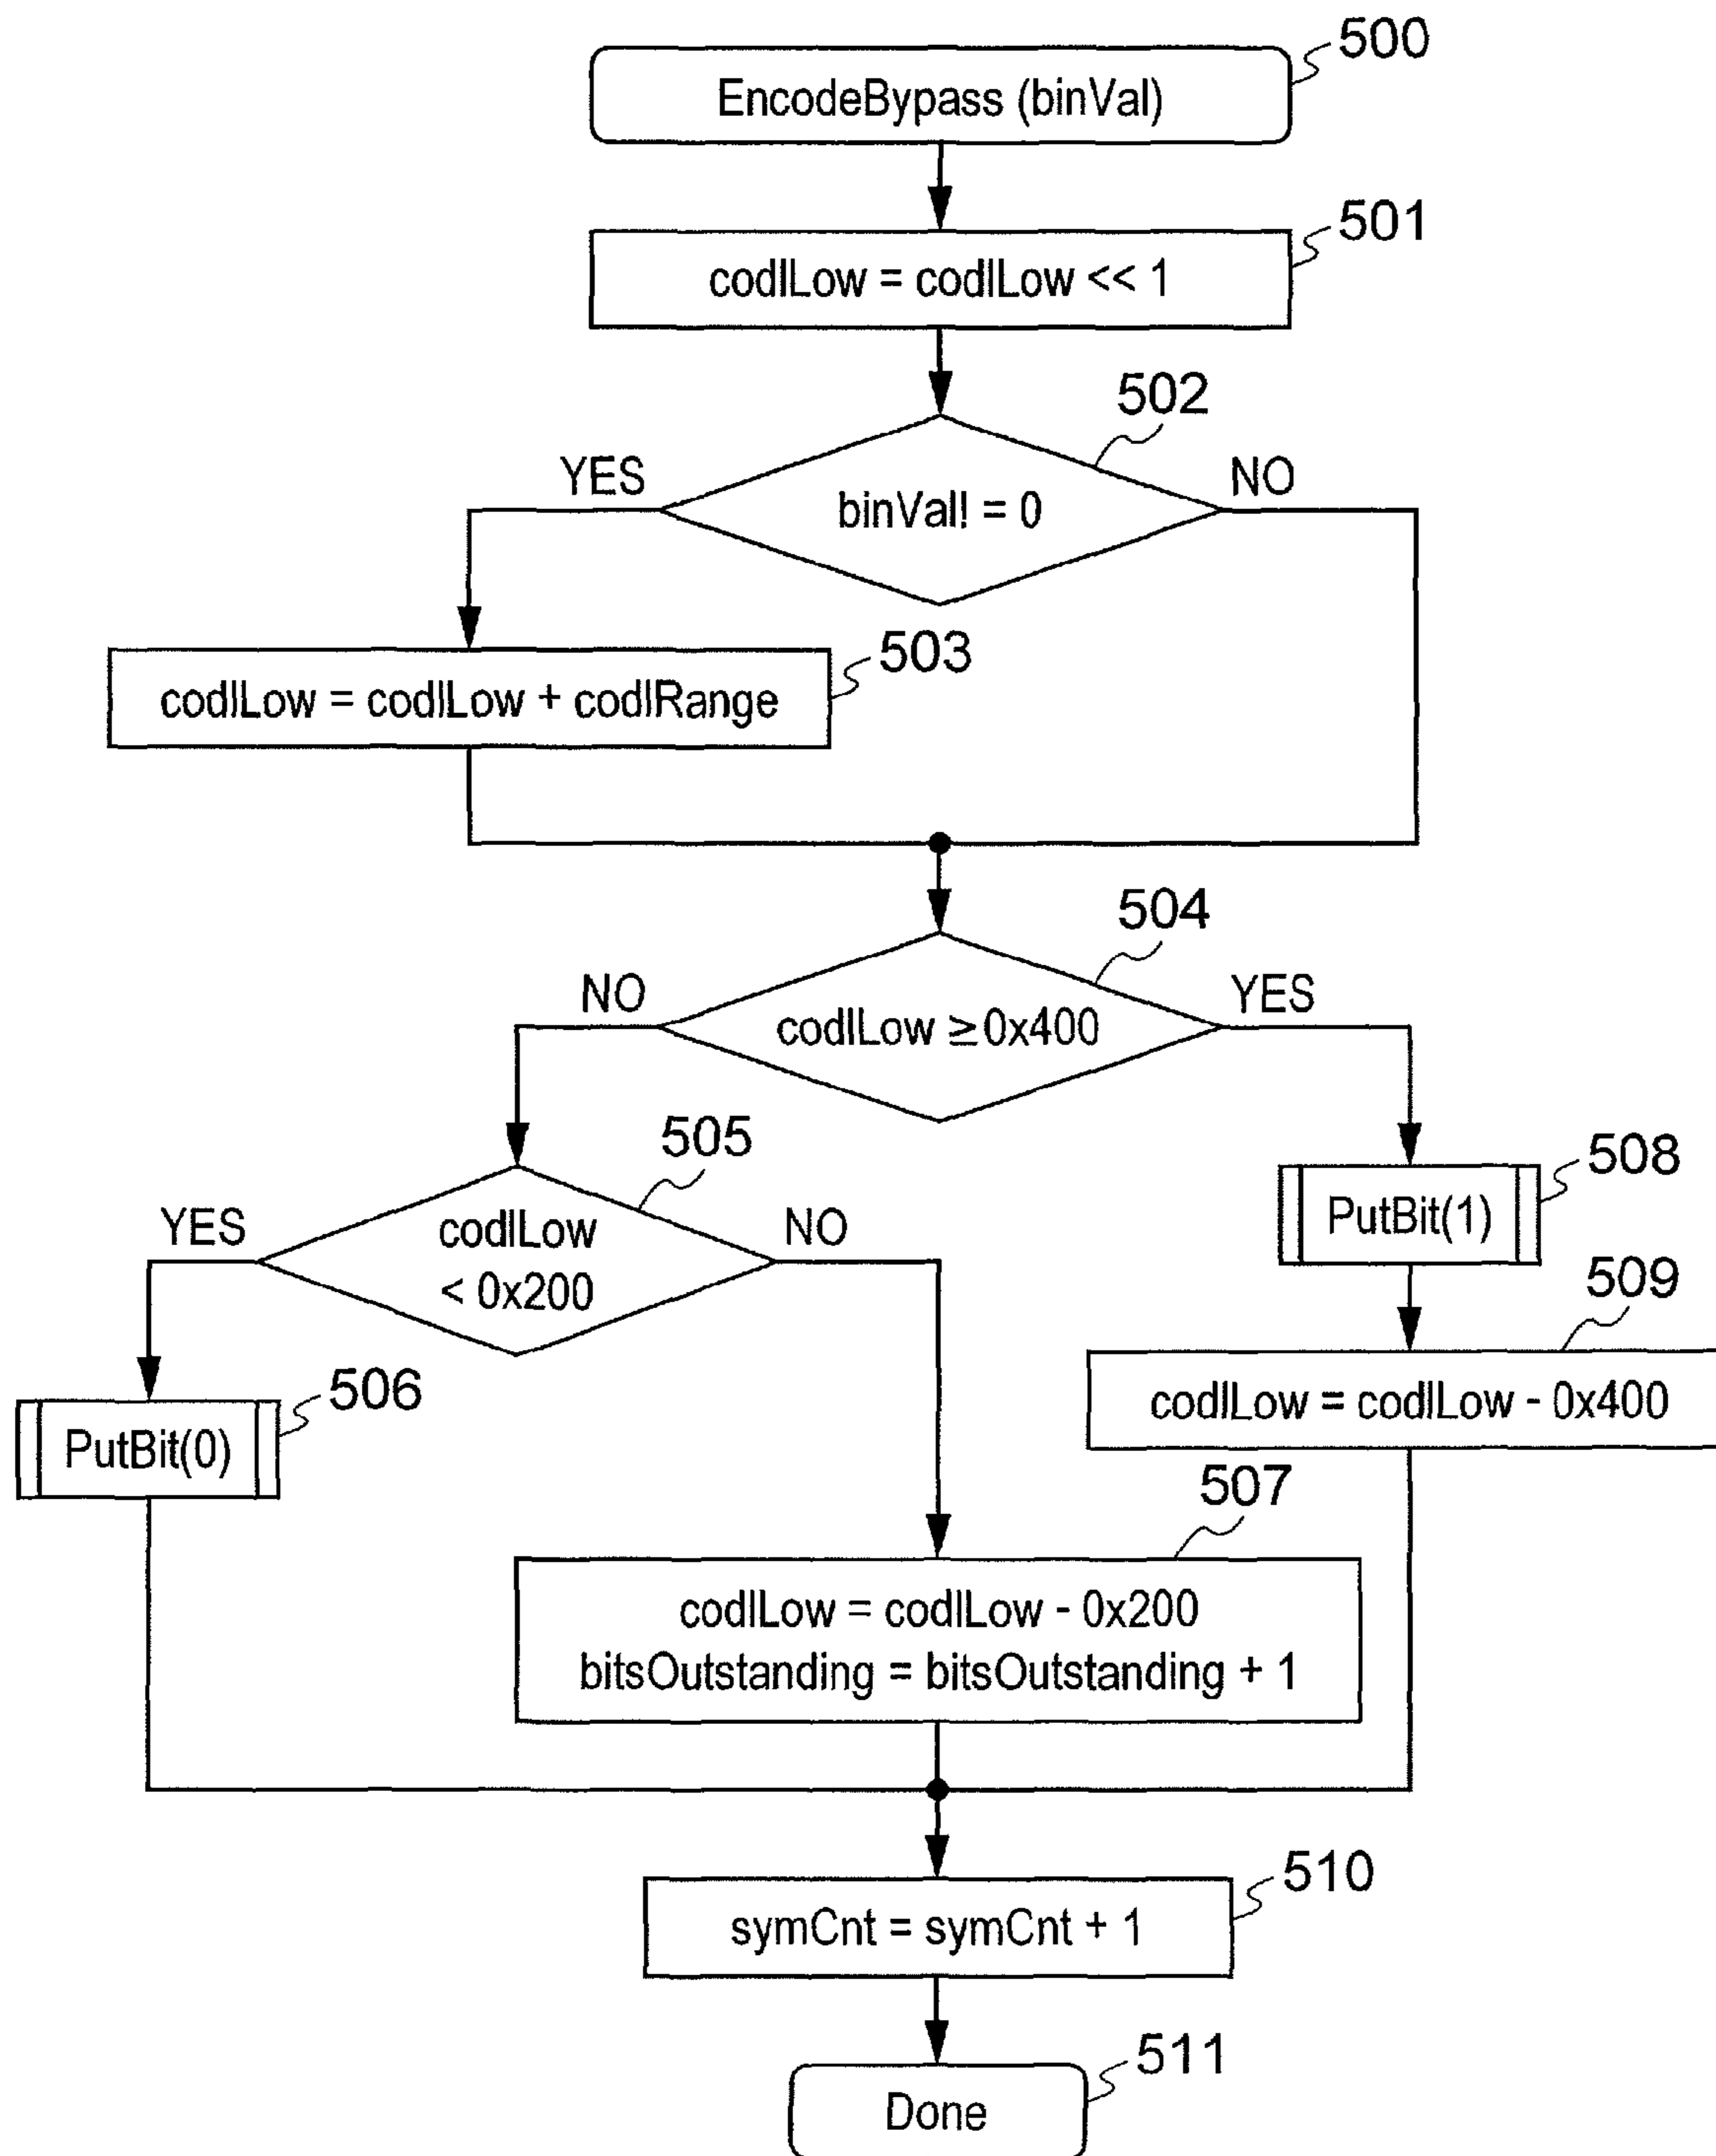 500
EncodeBypass (binVal)
501
codILow = codILow << 1
502
YES
NO
binVal! = 0
503
codILow = codILow + codIRange
504
NO
YES
codILow ≥ 0x400
505
YES
NO
codILow
< 0x200
508
PutBit(1)
509
codILow = codILow - 0x400
506
PutBit(0)
507
codILow = codILow - 0x200
bitsOutstanding = bitsOutstanding + 1
510
symCnt = symCnt + 1
511
Done